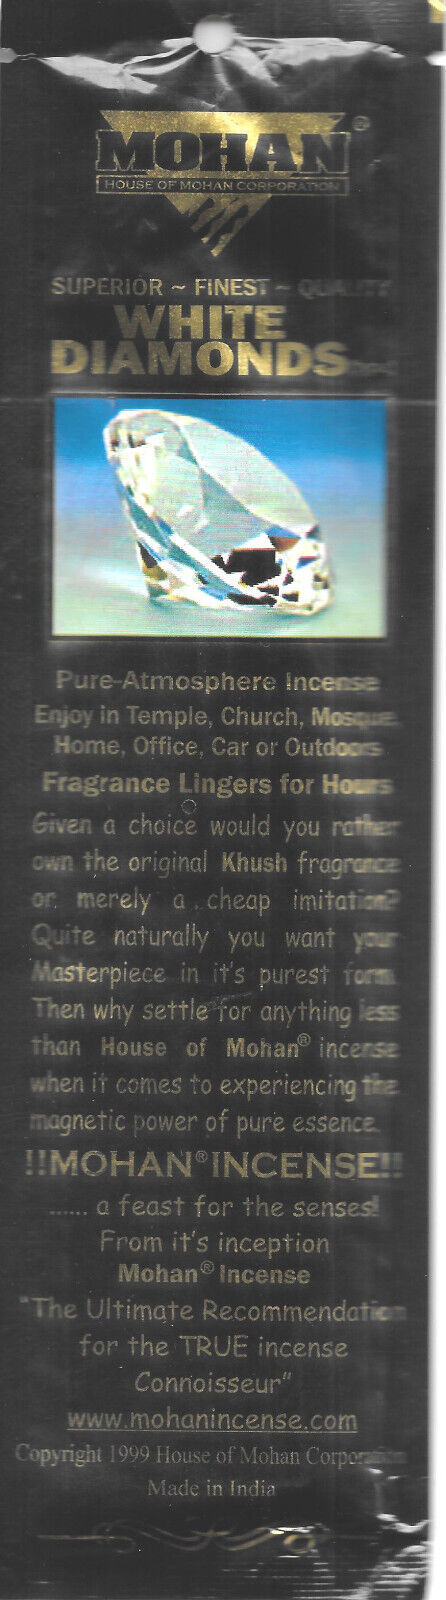 MOHAN®
HOUSE OF MOHAN CORPORATION
SUPERIOR ~ FINEST ~ QUALITY
WHITE
DIAMONDS
Pure-Atmosphere Incense
Enjoy in Temple, Church, Mosque,
Home, Office, Car or Outdoors
Fragrance Lingers for Hours
Given a choice would you rather
own the original Khush fragrance
or merely a cheap imitation?
Quite naturally you want your
Masterpiece in it's purest form.
Then why settle for anything less
than House of Mohan® incense
when it comes to experiencing the
magnetic power of pure essence.
!!MOHAN® INCENSE!!
...... a feast for the senses!
From it's inception
Mohan® Incense
"The Ultimate Recommendation
for the TRUE incense
Connoisseur"
www.mohanincense.com
Copyright 1999 House of Mohan Corporation
Made in India